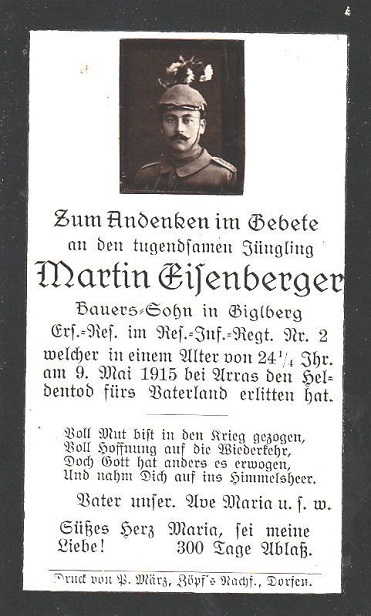 Zum Andenken im Gebete
an den tugendsamen Jüngling
Martin Eisenberger
Bauers-Sohn in Giglberg
Ers.-Res. im Res.-Inf.-Regt. Nr. 2
welcher in einem Alter von 24 1/4 Jhr.
am 9. Mai 1915 bei Arras den Hel-
dentod fürs Vaterland erlitten hat.
Voll Mut bist in den Krieg gezogen,
Voll Hoffnung auf die Wiederkehr,
Doch Gott hat anders es erwogen,
Und nahm Dich auf ins Himmelsheer.
Vater unser. Ave Maria u. s. w.
Süßes Herz Maria, sei meine
Liebe! 300 Tage Ablaß.
Druck von P. März, Zöpf's Nachf., Dorfen.